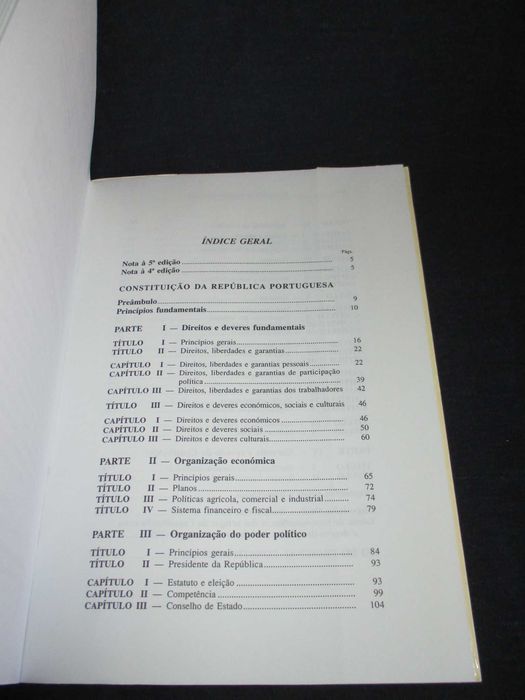 ÍNDICE GERAL
Págs.
Nota à 5ª edição ........ 5
Nota à 4ª edição ........ 5
CONSTITUIÇÃO DA REPÚBLICA PORTUGUESA
Preâmbulo ........ 9
Princípios fundamentais ........ 10
PARTE I — Direitos e deveres fundamentais
TÍTULO I — Princípios gerais ........ 16
TÍTULO II — Direitos, liberdades e garantias ........ 22
CAPÍTULO I — Direitos, liberdades e garantias pessoais ........ 22
CAPÍTULO II — Direitos, liberdades e garantias de participação
política ........ 39
CAPÍTULO III — Direitos, liberdades e garantias dos trabalhadores 42
TÍTULO III — Direitos e deveres económicos, sociais e culturais 46
CAPÍTULO I — Direitos e deveres económicos ........ 46
CAPÍTULO II — Direitos e deveres sociais ........ 50
CAPÍTULO III — Direitos e deveres culturais ........ 60
PARTE II — Organização económica
TÍTULO I — Princípios gerais ........ 65
TÍTULO II — Planos ........ 72
TÍTULO III — Políticas agrícola, comercial e industrial ........ 74
TÍTULO IV — Sistema financeiro e fiscal ........ 79
PARTE III — Organização do poder político
TÍTULO I — Princípios gerais ........ 84
TÍTULO II — Presidente da República ........ 93
CAPÍTULO I — Estatuto e eleição ........ 93
CAPÍTULO II — Competência ........ 99
CAPÍTULO III — Conselho de Estado ........ 104